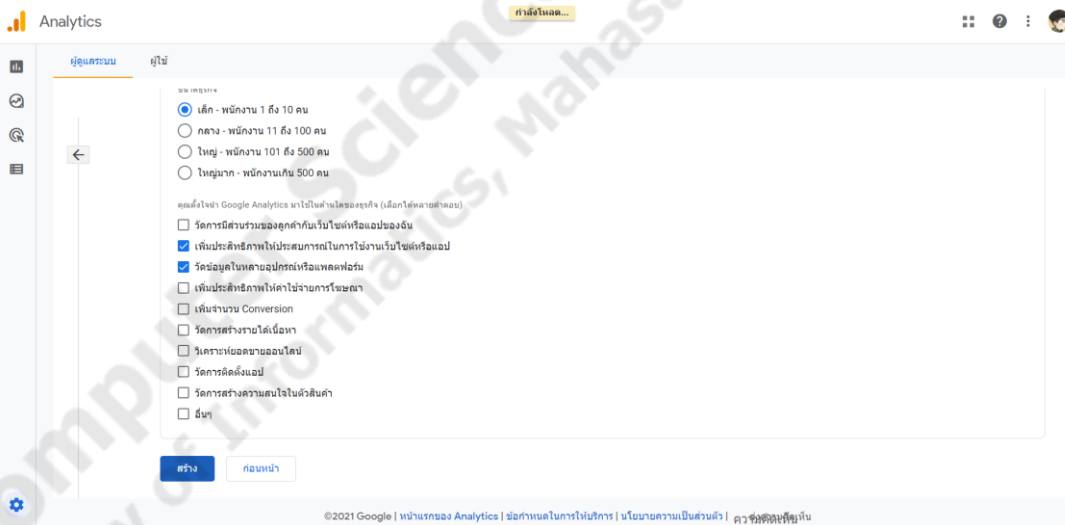 กำลังโหลด...
Analytics
ผู้ดูแลระบบ ผู้ใช้
ขนาดธุรกิจ
เล็ก - พนักงาน 1 ถึง 10 คน
กลาง - พนักงาน 11 ถึง 100 คน
ใหญ่ - พนักงาน 101 ถึง 500 คน
ใหญ่มาก - พนักงานเกิน 500 คน
คุณตั้งใจนำ Google Analytics มาใช้ในด้านใดของธุรกิจ (เลือกได้หลายคำตอบ)
วัดการมีส่วนร่วมของลูกค้ากับเว็บไซต์หรือแอปของฉัน
เพิ่มประสิทธิภาพให้ประสบการณ์ในการใช้งานเว็บไซต์หรือแอป
วัดข้อมูลในหลายอุปกรณ์หรือแพลตฟอร์ม
เพิ่มประสิทธิภาพให้ค่าใช้จ่ายการโฆษณา
เพิ่มจำนวน Conversion
วัดการสร้างรายได้เนื้อหา
วิเคราะห์ยอดขายออนไลน์
วัดการติดตั้งแอป
วัดการสร้างความสนใจในตัวสินค้า
อื่นๆ
สร้าง ก่อนหน้า
©2021 Google | หน้าแรกของ Analytics | ข้อกำหนดในการให้บริการ | นโยบายความเป็นส่วนตัว |
Computer Science
of Informatics, Mahasa